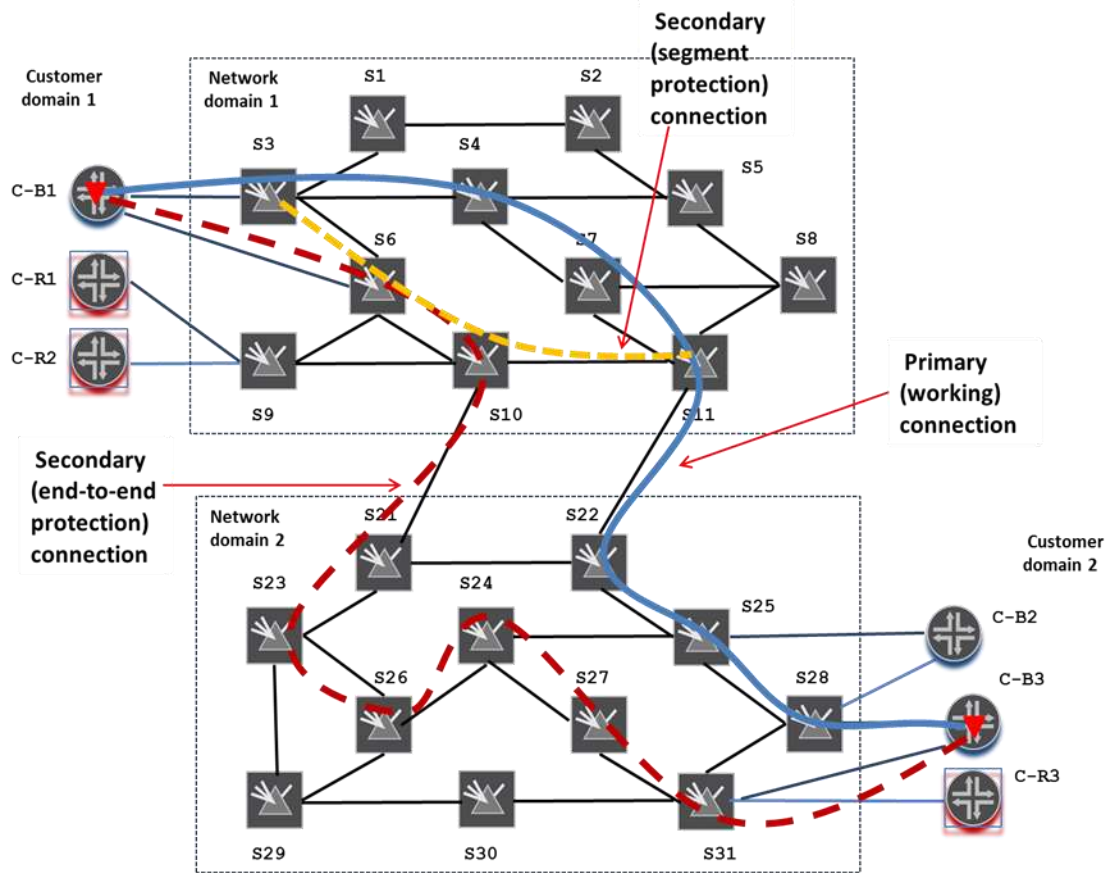 Secondary
(segment
protection)
connection
Customer
domain 1
Network
domain 1
S1
S2
S3
S4
S5
C-B1
S6
S7
S8
C-R1
C-R2
S9
S10
S11
Primary
(working)
connection
Secondary
(end-to-end
protection)
connection
Network
domain 2
S21
S22
Customer
domain 2
S23
S24
S25
C-B2
S26
S27
S28
C-B3
C-R3
S29
S30
S31